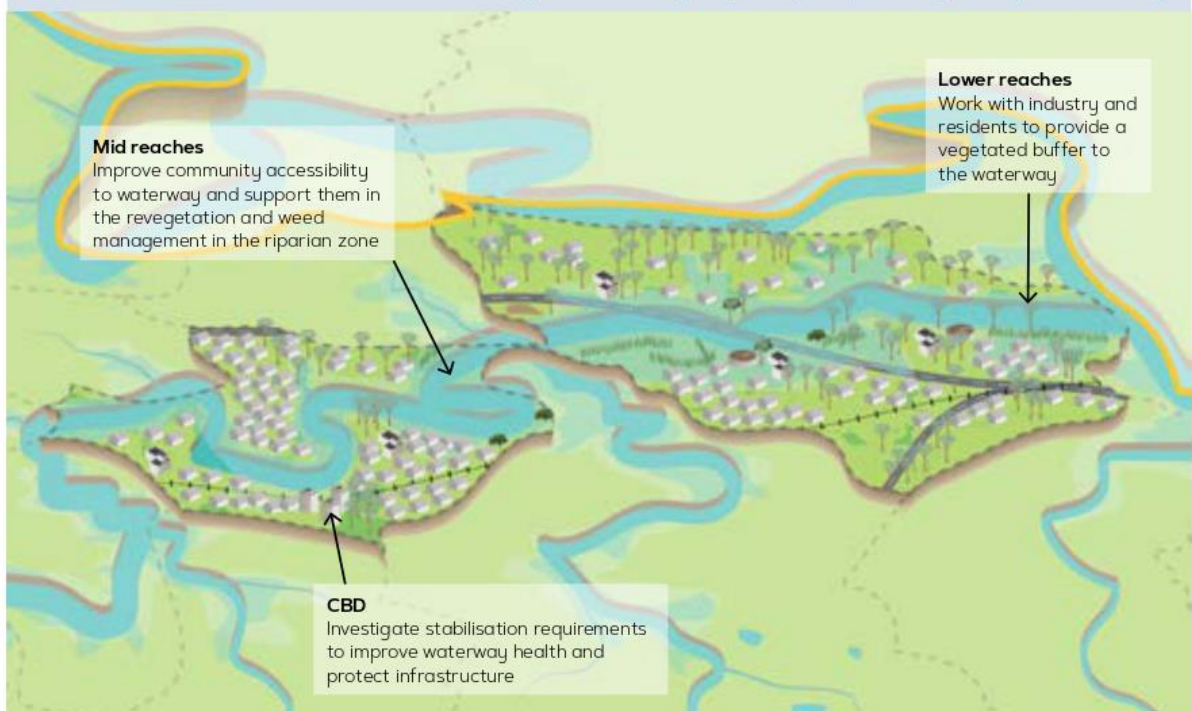 Mid reaches
Improve community accessibility
to waterway and support them in
the revegetation and weed
management in the riparian zone
Lower reaches
Work with industry and
residents to provide a
vegetated buffer to
the waterway
CBD
Investigate stabilisation requirements
to improve waterway health and
protect infrastructure